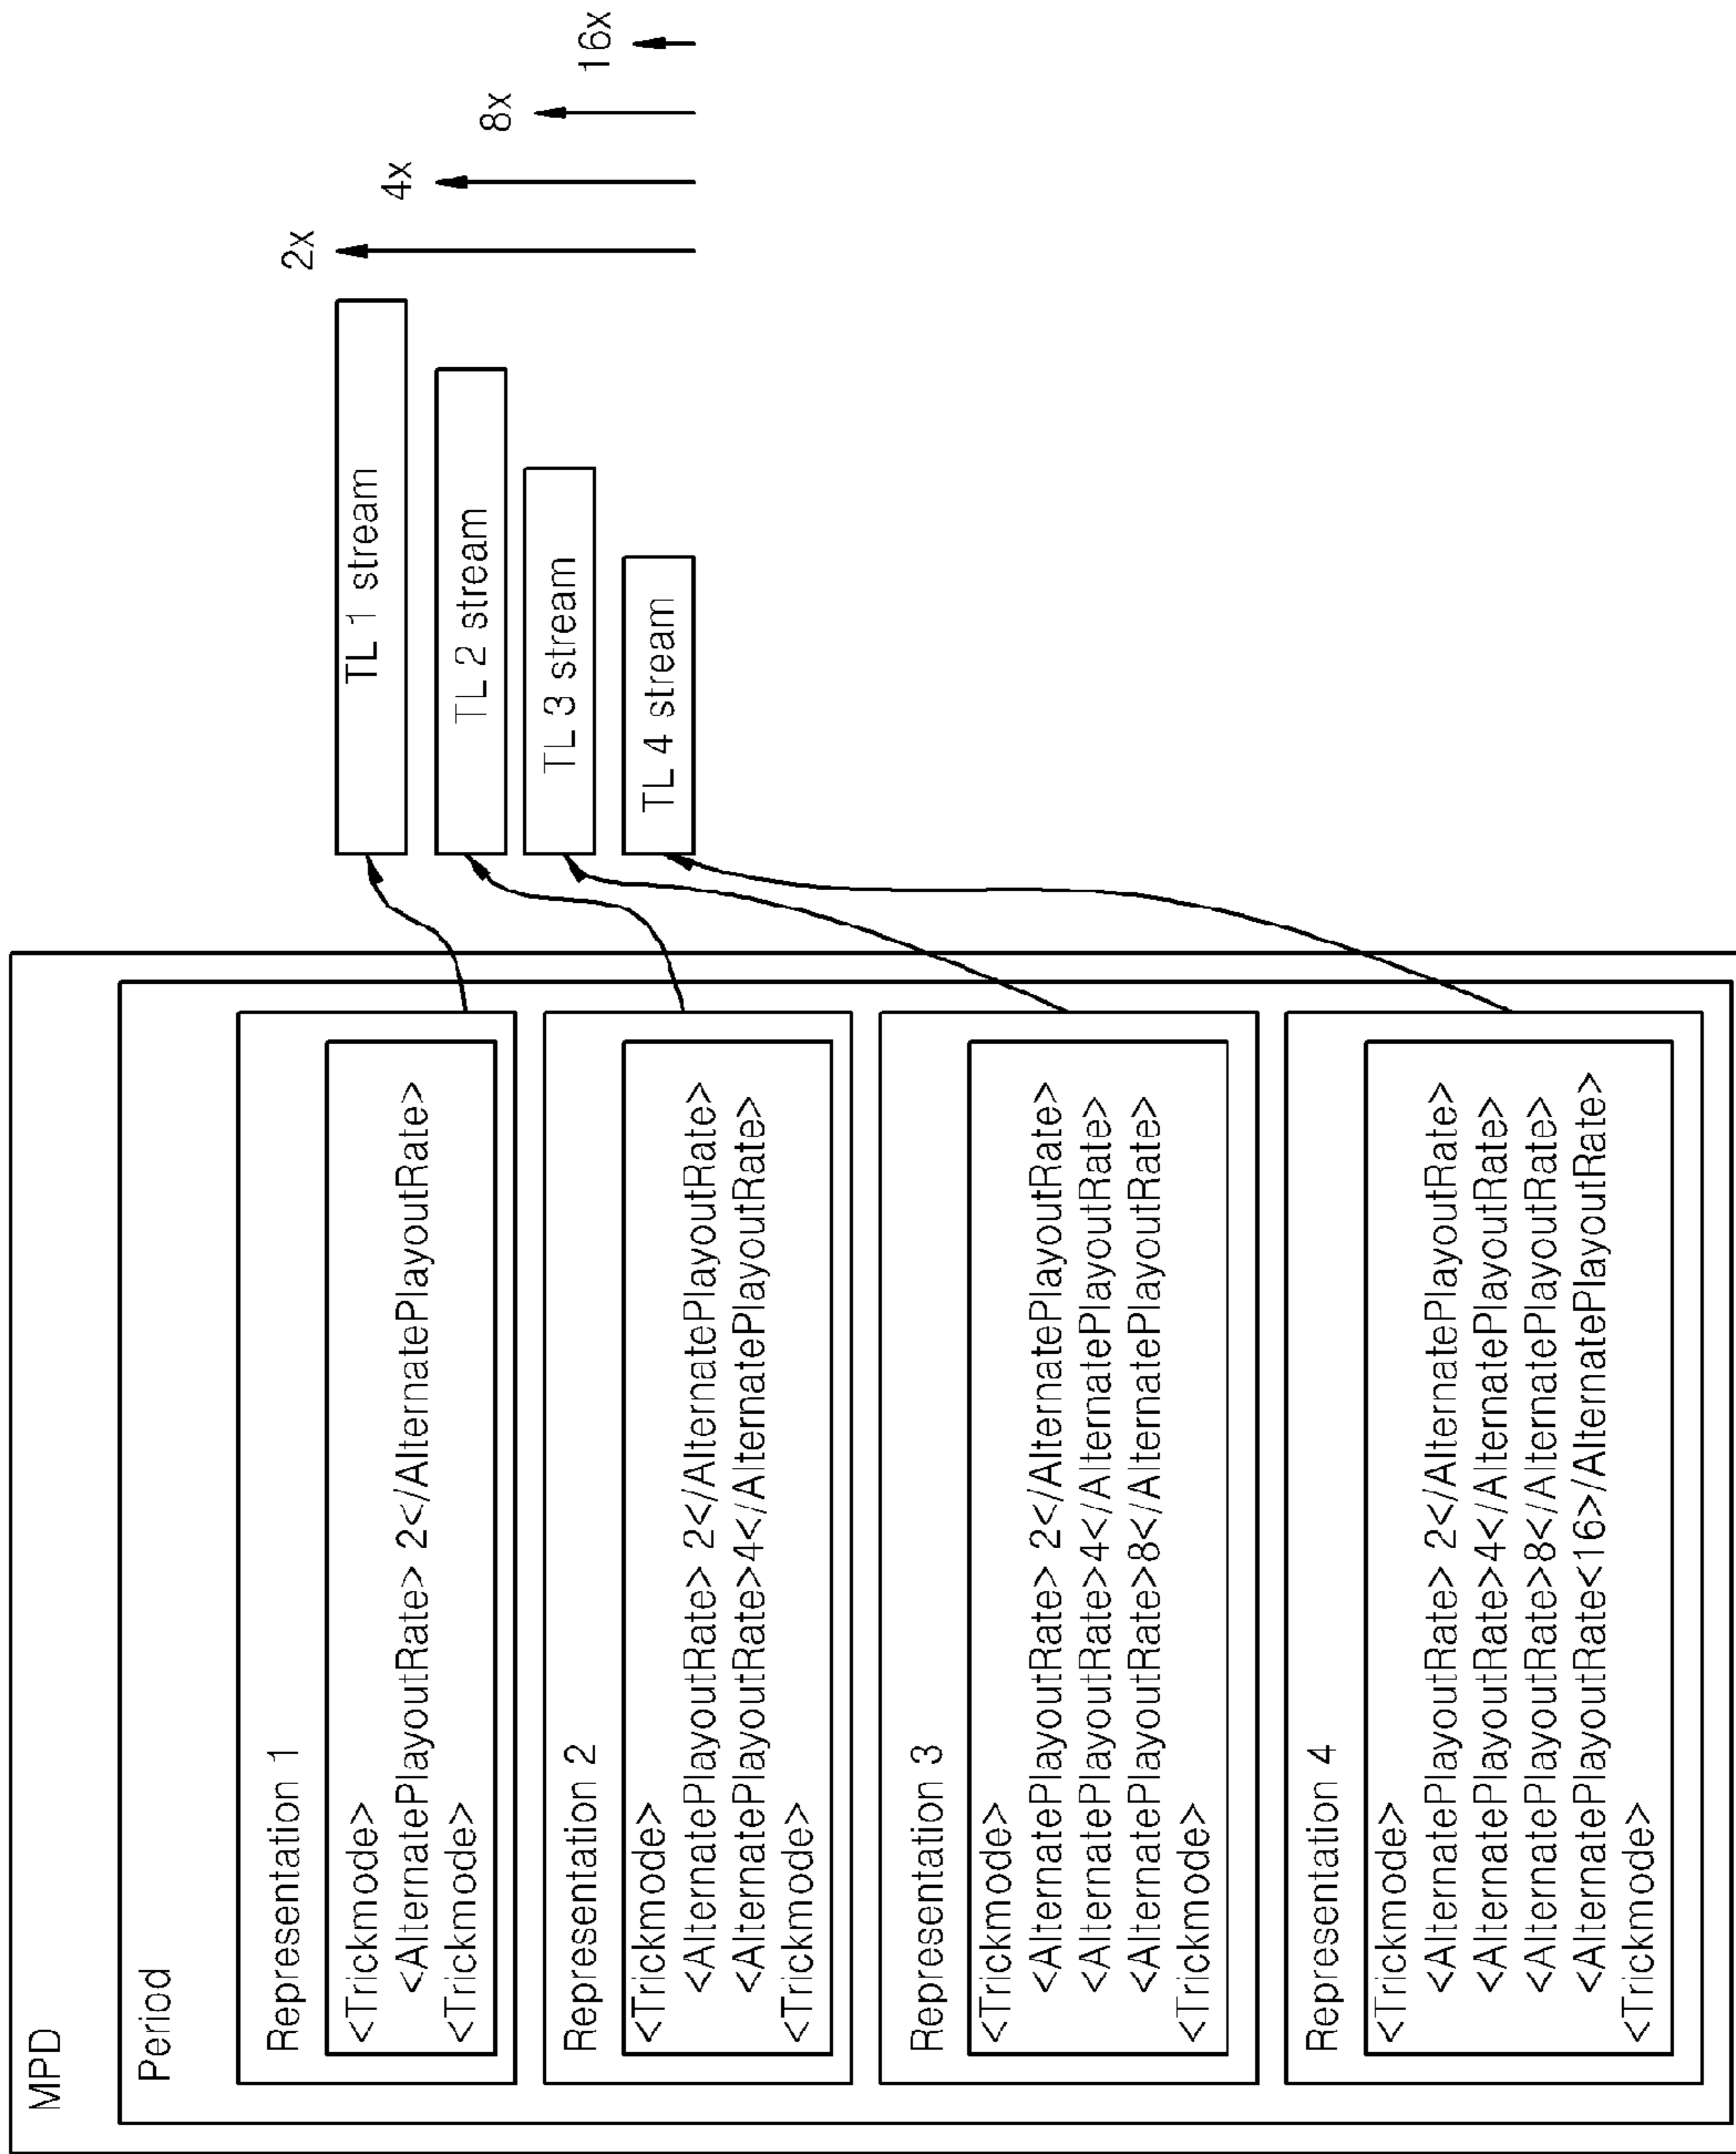 MPD
Period
Representation 1
<Trickmode>
<AlternatePlayoutRate> 2</AlternatePlayoutRate>
<Trickmode>
Representation 2
<Trickmode>
<AlternatePlayoutRate> 2</AlternatePlayoutRate>
<AlternatePlayoutRate>4</AlternatePlayoutRate>
<Trickmode>
Representation 3
<Trickmode>
<AlternatePlayoutRate> 2</AlternatePlayoutRate>
<AlternatePlayoutRate>4</AlternatePlayoutRate>
<AlternatePlayoutRate>8</AlternatePlayoutRate>
<Trickmode>
Representation 4
<Trickmode>
<AlternatePlayoutRate> 2</AlternatePlayoutRate>
<AlternatePlayoutRate>4</AlternatePlayoutRate>
<AlternatePlayoutRate>8</AlternatePlayoutRate>
<AlternatePlayoutRate<16>/AlternatePlayoutRate>
<Trickmode>
TL 1 stream
TL 2 stream
TL 3 stream
TL 4 stream
2x
4x
8x
16x